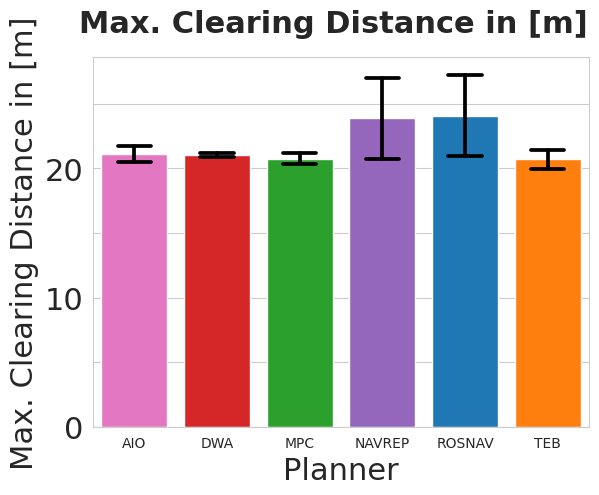 Max. Clearing Distance in [m]
Max. Clearing Distance in [m]
20
10
0
AIO DWA MPC NAVREP ROSNAV TEB
Planner